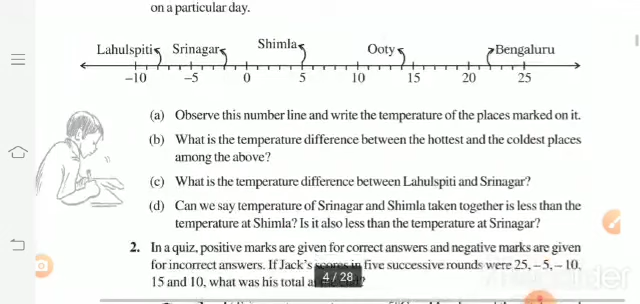 on a particular day.
Lahulspiti Srinagar Shimla Ooty Bengaluru
–10 –5 0 5 10 15 20 25
(a) Observe this number line and write the temperature of the places marked on it.
(b) What is the temperature difference between the hottest and the coldest places
among the above?
(c) What is the temperature difference between Lahulspiti and Srinagar?
(d) Can we say temperature of Srinagar and Shimla taken together is less than the
temperature at Shimla? Is it also less than the temperature at Srinagar?
2. In a quiz, positive marks are given for correct answers and negative marks are given
for incorrect answers. If Jack's scores in five successive rounds were 25, –5, –10,
15 and 10, what was his total at
4 / 28